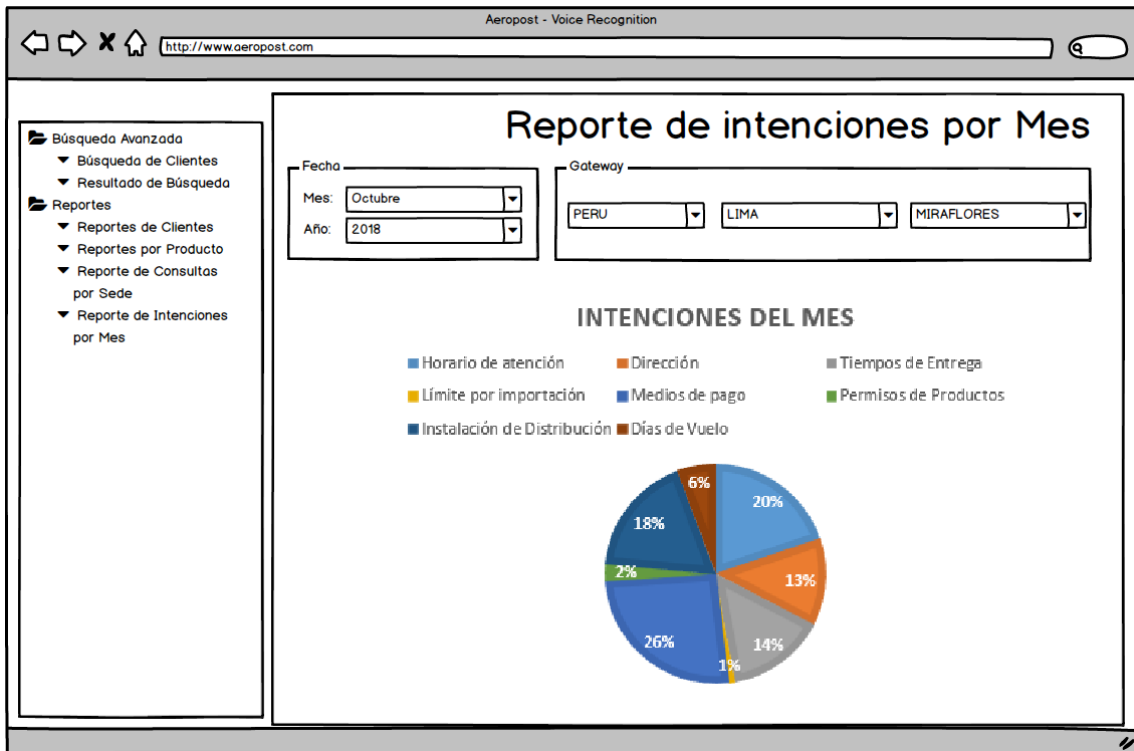 Aeropost - Voice Recognition
http://www.aeropost.com
Búsqueda Avanzada
Búsqueda de Clientes
Resultado de Búsqueda
Reportes
Reportes de Clientes
Reportes por Producto
Reporte de Consultas
por Sede
Reporte de Intenciones
por Mes
Reporte de intenciones por Mes
Fecha
Mes: Octubre
Año: 2018
Gateway
PERU LIMA MIRAFLORES
INTENCIONES DEL MES
Horario de atención Dirección Tiempos de Entrega
Límite por importación Medios de pago Permisos de Productos
Instalación de Distribución Días de Vuelo
6%
20%
18%
13%
2%
26%
14%
1%